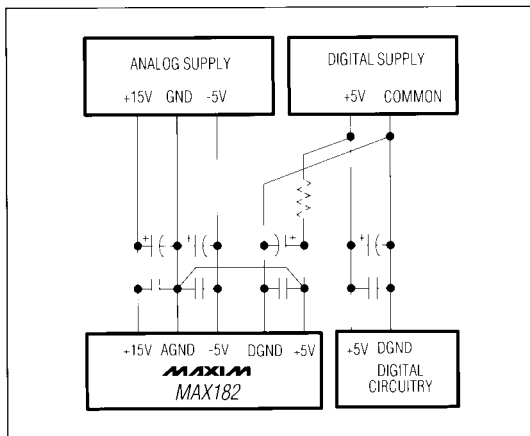 ANALOG SUPPLY
+15V GND -5V
DIGITAL SUPPLY
+5V COMMON
+ + + +
+15V AGND -5V DGND +5V
MAXIM
MAX182
+5V DGND
DIGITAL
CIRCUITRY